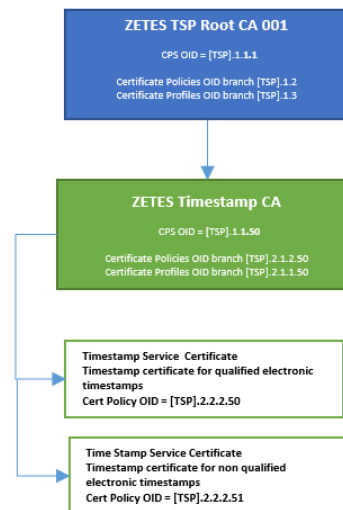 ZETES TSP Root CA 001
CPS OID = [TSP].1.1.1
Certificate Policies OID branch [TSP].1.2
Certificate Profiles OID branch [TSP].1.3
ZETES Timestamp CA
CPS OID = [TSP].1.1.50
Certificate Policies OID branch [TSP].2.1.2.50
Certificate Profiles OID branch [TSP].2.1.1.50
Timestamp Service Certificate
Timestamp certificate for qualified electronic
timestamps
Cert Policy OID = [TSP].2.2.2.50
Time Stamp Service Certificate
Timestamp certificate for non qualified
electronic timestamps
Cert Policy OID = [TSP].2.2.2.51